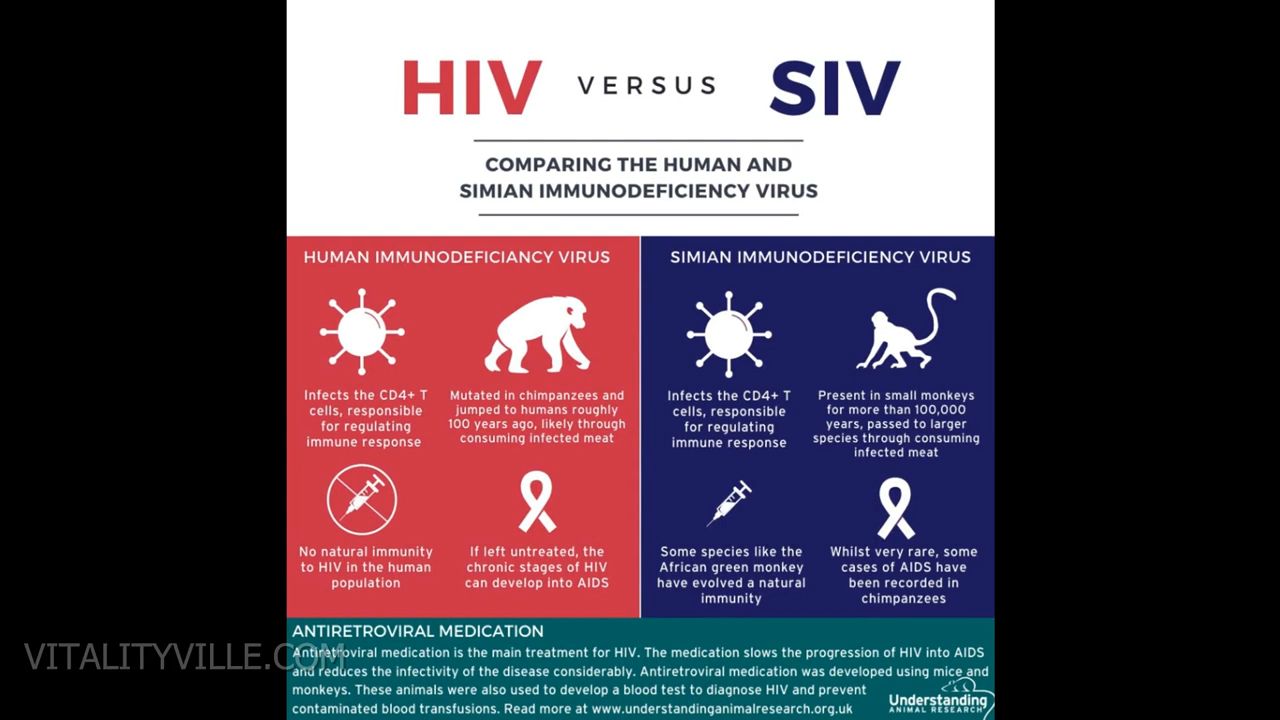 HIV VERSUS SIV
COMPARING THE HUMAN AND
SIMIAN IMMUNODEFICIENCY VIRUS
HUMAN IMMUNODEFICIANCY VIRUS
Infects the CD4+ T
cells, responsible
for regulating
immune response
Mutated in chimpanzees and
jumped to humans roughly
100 years ago, likely through
consuming infected meat
No natural immunity
to HIV in the human
population
If left untreated, the
chronic stages of HIV
can develop into AIDS
SIMIAN IMMUNODEFICIENCY VIRUS
Infects the CD4+ T
cells, responsible
for regulating
immune response
Present in small monkeys
for more than 100,000
years, passed to larger
species through consuming
infected meat
Some species like the
African green monkey
have evolved a natural
immunity
Whilst very rare, some
cases of AIDS have
been recorded in
chimpanzees
ANTIRETROVIRAL MEDICATION
Antiretroviral medication is the main treatment for HIV. The medication slows the progression of HIV into AIDS
and reduces the infectivity of the disease considerably. Antiretroviral medication was developed using mice and
monkeys. These animals were also used to develop a blood test to diagnose HIV and prevent
contaminated blood transfusions. Read more at www.understandinganimalresearch.org.uk
Understanding
ANIMAL RESEARCH
VITALITYVILLE.COM